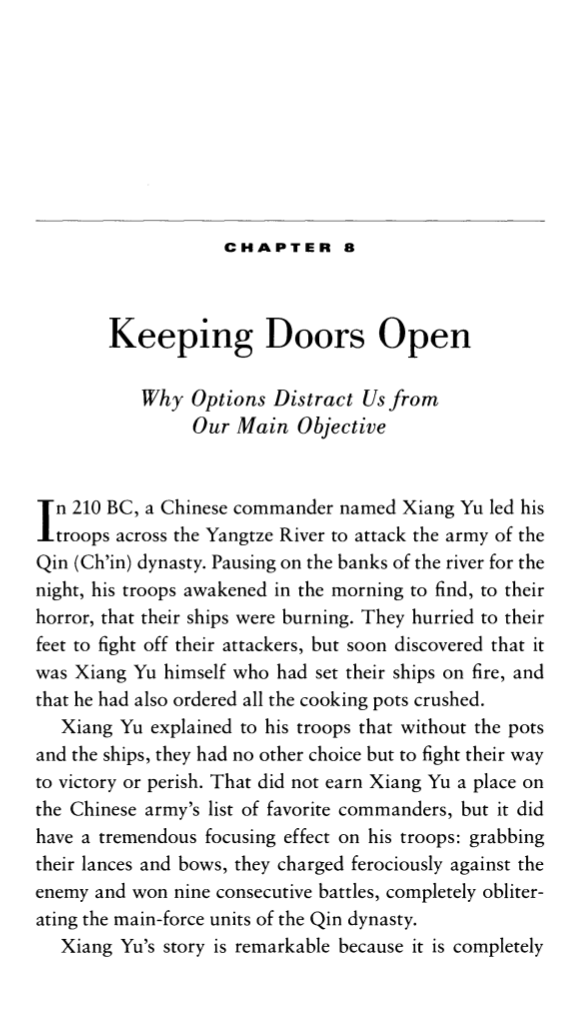 CHAPTER 8
Keeping Doors Open
Why Options Distract Us from
Our Main Objective
In 210 BC, a Chinese commander named Xiang Yu led his
troops across the Yangtze River to attack the army of the
Qin (Ch'in) dynasty. Pausing on the banks of the river for the
night, his troops awakened in the morning to find, to their
horror, that their ships were burning. They hurried to their
feet to fight off their attackers, but soon discovered that it
was Xiang Yu himself who had set their ships on fire, and
that he had also ordered all the cooking pots crushed.
Xiang Yu explained to his troops that without the pots
and the ships, they had no other choice but to fight their way
to victory or perish. That did not earn Xiang Yu a place on
the Chinese army's list of favorite commanders, but it did
have a tremendous focusing effect on his troops: grabbing
their lances and bows, they charged ferociously against the
enemy and won nine consecutive battles, completely obliter-
ating the main-force units of the Qin dynasty.
Xiang Yu's story is remarkable because it is completely